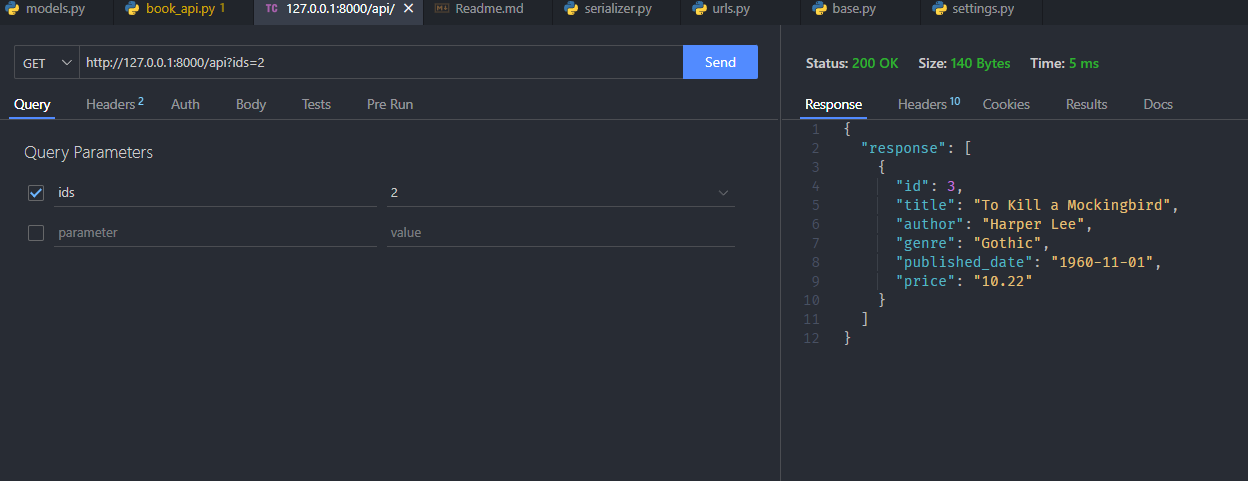 models.py book_api.py 1 TC 127.0.0.1:8000/api/ Readme.md serializer.py urls.py base.py settings.py
GET http://127.0.0.1:8000/api?ids=2 Send
Query Headers 2 Auth Body Tests Pre Run
Query Parameters
ids 2
parameter value
Status: 200 OK Size: 140 Bytes Time: 5 ms
Response Headers 10 Cookies Results Docs
1 {
2 "response": [
3 {
4 "id": 3,
5 "title": "To Kill a Mockingbird",
6 "author": "Harper Lee",
7 "genre": "Gothic",
8 "published_date": "1960-11-01",
9 "price": "10.22"
10 }
11 ]
12 }